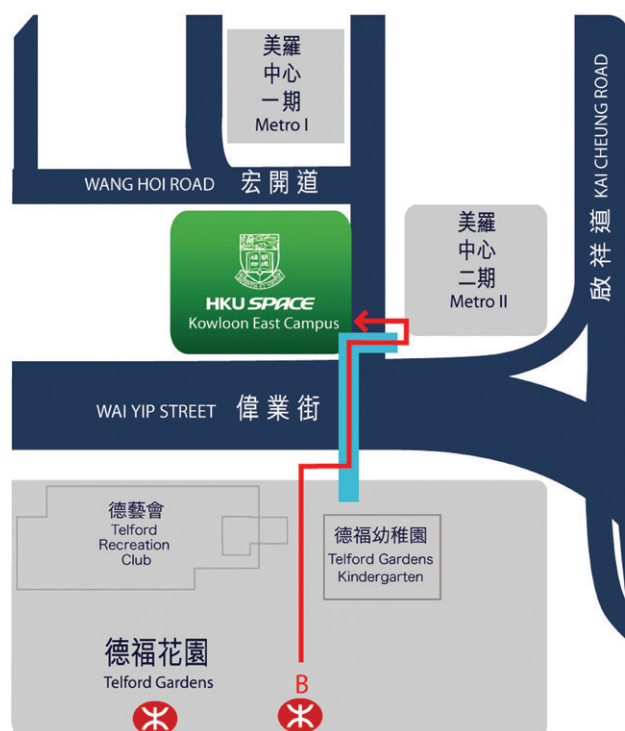 美羅
中心
一期
Metro I
KAI CHEUNG ROAD
啟祥道
WANG HOI ROAD 宏開道
美羅
中心
二期
Metro II
HKU SPACE
Kowloon East Campus
WAI YIP STREET 偉業街
德藝會
Telford
Recreation
Club
德福幼稚園
Telford Gardens
Kindergarten
德福花園
Telford Gardens
B